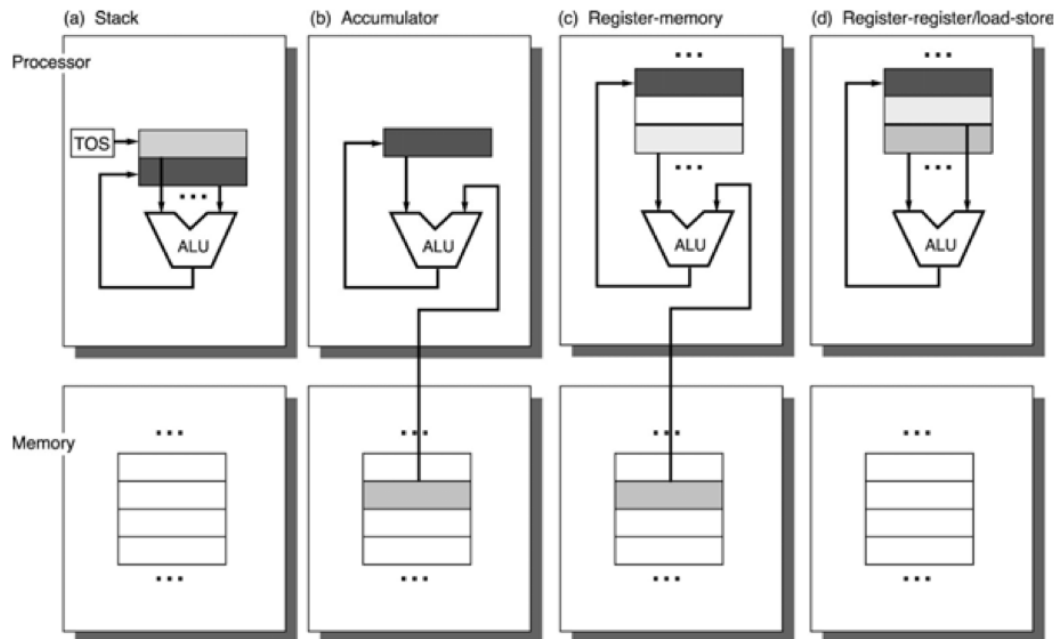 (a) Stack (b) Accumulator (c) Register-memory (d) Register-register/load-store
Processor
TOS
ALU ALU ALU ALU
Memory